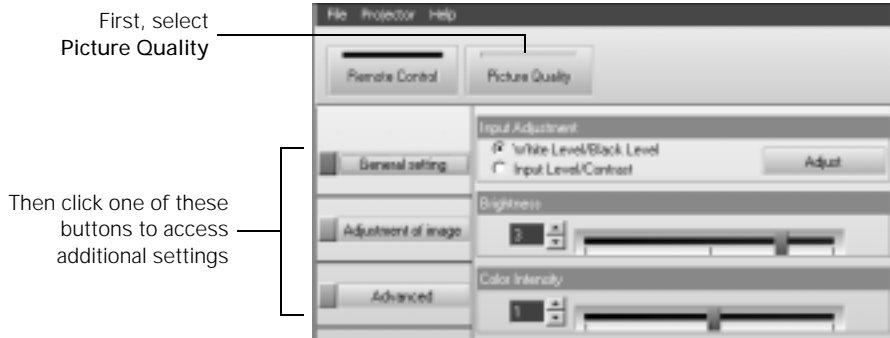 First, select
Picture Quality
File Projector Help
Remote Control Picture Quality
Then click one of these
buttons to access
additional settings
General setting
Adjustment of image
Advanced
Input Adjustment
White Level/Black Level
Input Level/Contrast
Adjust
Brightness
3
Color Intensity
1